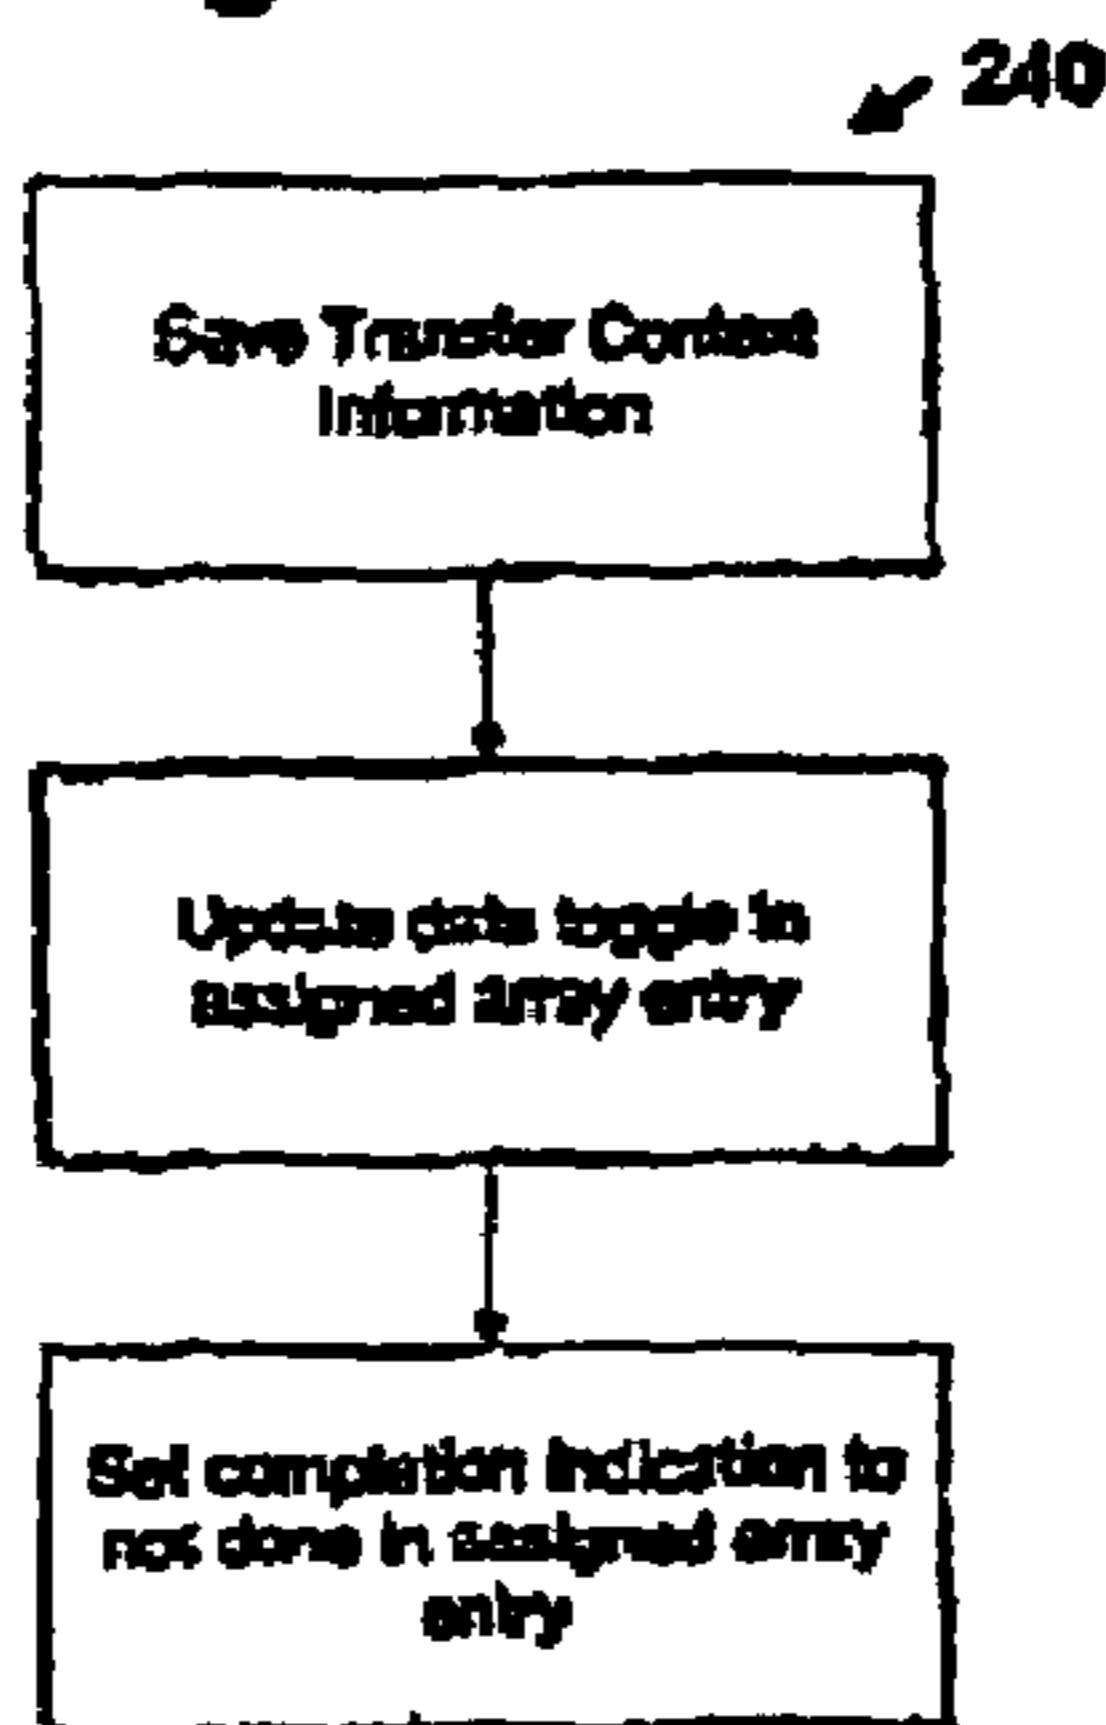 240
Save Transfer Context
Information
Update data toggle to
assigned array entry
Set completion indication to
not done in assigned array
entry